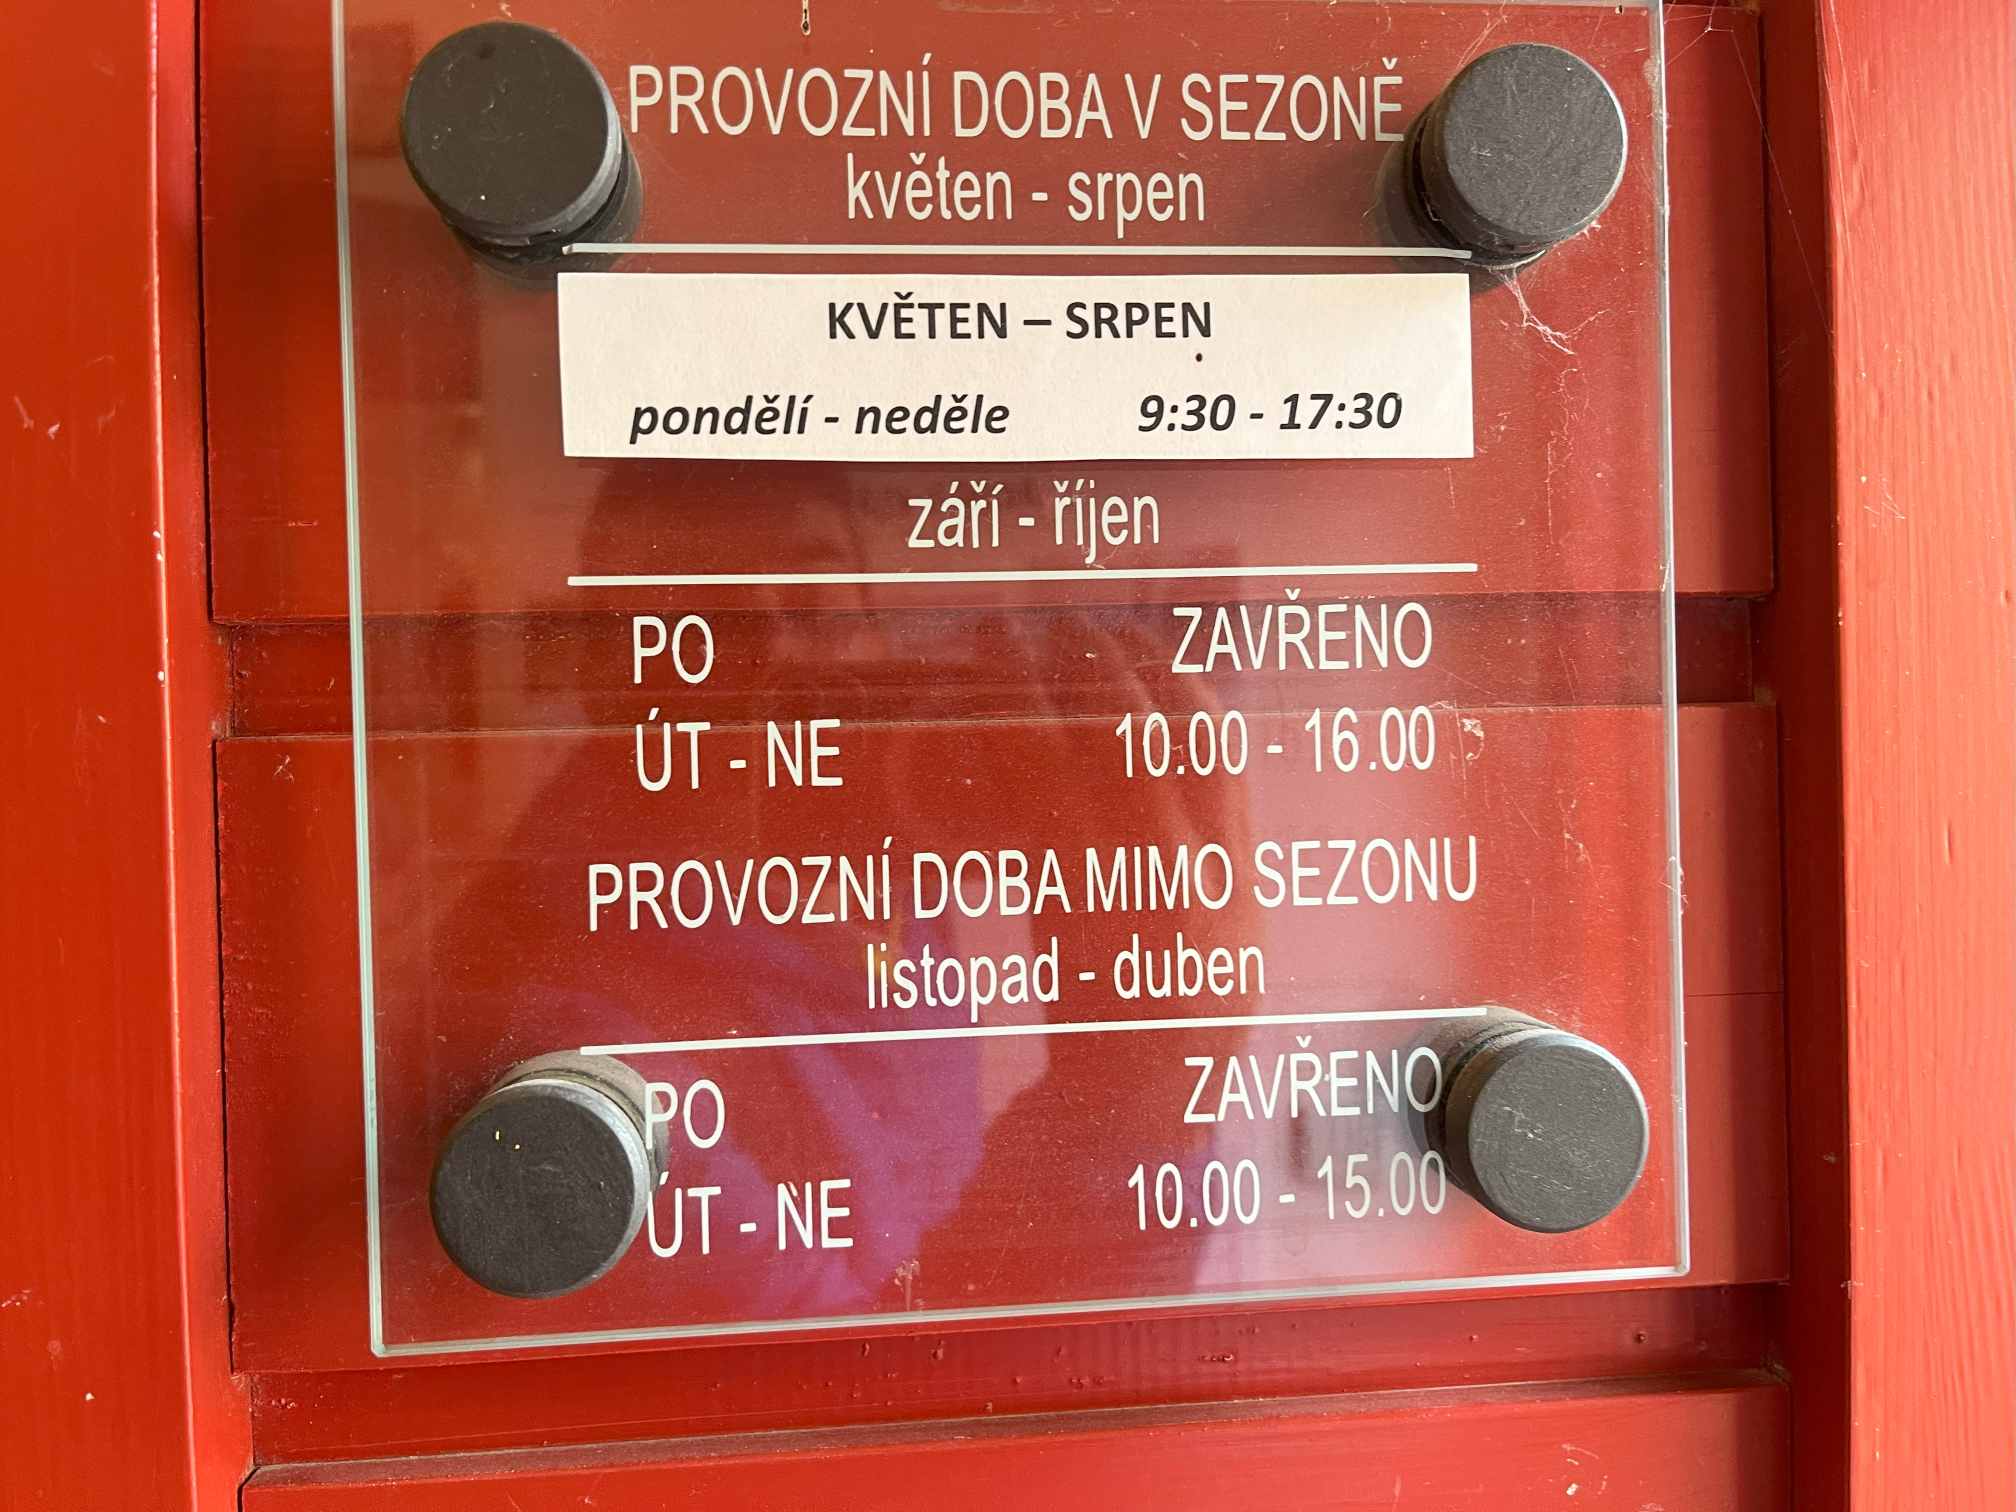 PROVOZNÍ DOBA V SEZONĚ
květen - srpen
KVĚTEN – SRPEN
pondělí - neděle 9:30 - 17:30
září - říjen
PO ZAVŘENO
ÚT - NE 10.00 - 16.00
PROVOZNÍ DOBA MIMO SEZONU
listopad - duben
PO ZAVŘENO
ÚT - NE 10.00 - 15.00